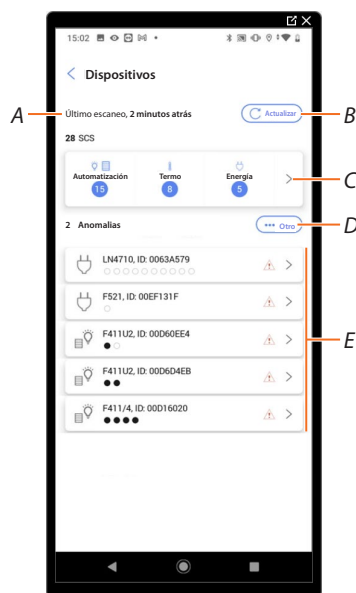 15:02
Dispositivos
A
Último escaneo, 2 minutos atrás
Actualizar
B
28 SCS
Automatización
15
Termo
8
Energía
5
C
2 Anomalias
Otro
D
LN4710, ID: 0063A579
F521, ID: 00EF131F
F411U2, ID: 00D60EE4
E
F411U2, ID: 00D6D4EB
F411/4, ID: 00D16020